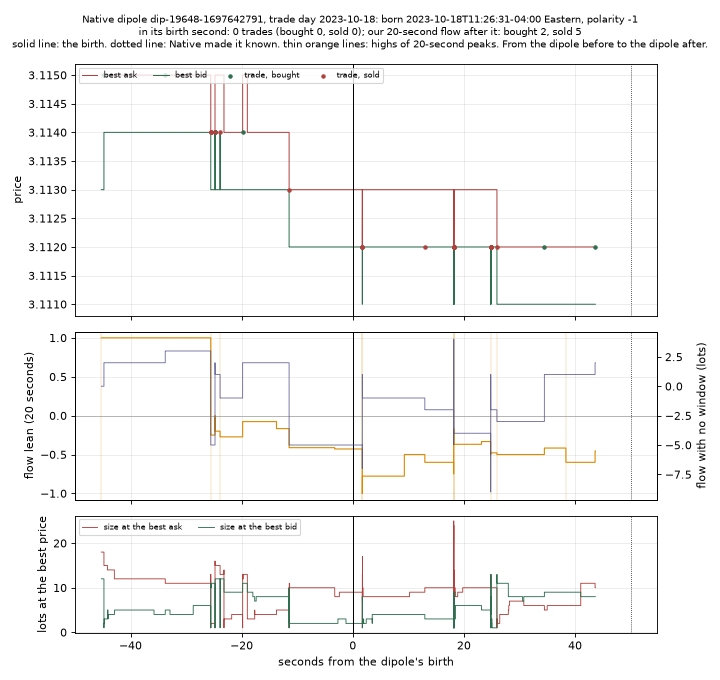 Native dipole dip-19648-1697642791, trade day 2023-10-18: born 2023-10-18T11:26:31-04:00 Eastern, polarity -1
in its birth second: 0 trades (bought 0, sold 0); our 20-second flow after it: bought 2, sold 5
solid line: the birth. dotted line: Native made it known. thin orange lines: highs of 20-second peaks. From the dipole before to the dipole after.
best ask best bid trade, bought trade, sold
3.1150
3.1145
3.1140
3.1135
3.1130
3.1125
3.1120
3.1115
3.1110
price
1.0
0.5
0.0
−0.5
−1.0
flow lean (20 seconds)
2.5
0.0
−2.5
−5.0
−7.5
flow with no window (lots)
size at the best ask size at the best bid
20
10
0
lots at the best price
−40 −20 0 20 40
seconds from the dipole's birth